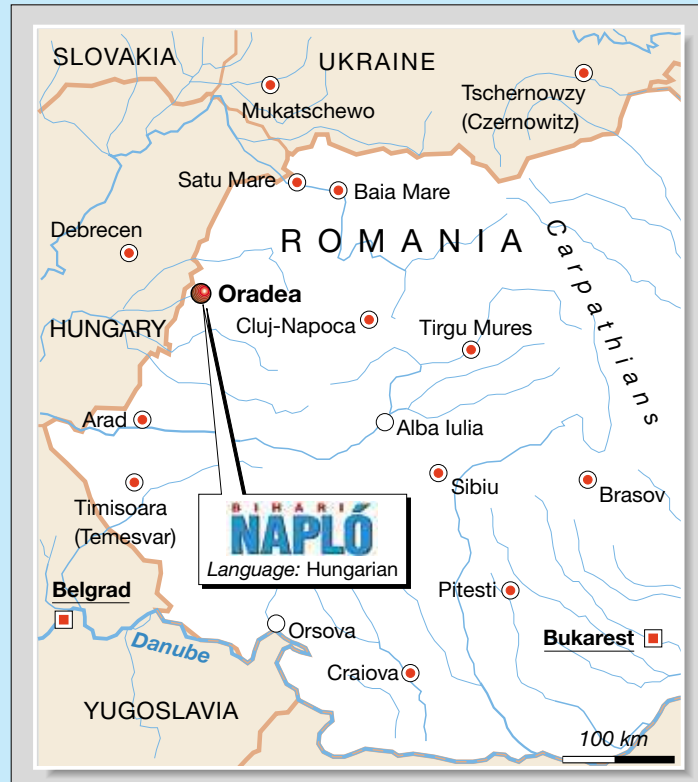 SLOVAKIA
UKRAINE
Mukatschewo
Tschernowzy
(Czernowitz)
Satu Mare
Baia Mare
Debrecen
ROMANIA
Carpathians
Oradea
HUNGARY
Cluj-Napoca
Tirgu Mures
Arad
Alba Iulia
Timisoara
(Temesvar)
Sibiu
Brasov
BIHARI
NAPLÓ
Language: Hungarian
Belgrad
Pitesti
Danube
Orsova
Bukarest
Craiova
YUGOSLAVIA
100 km